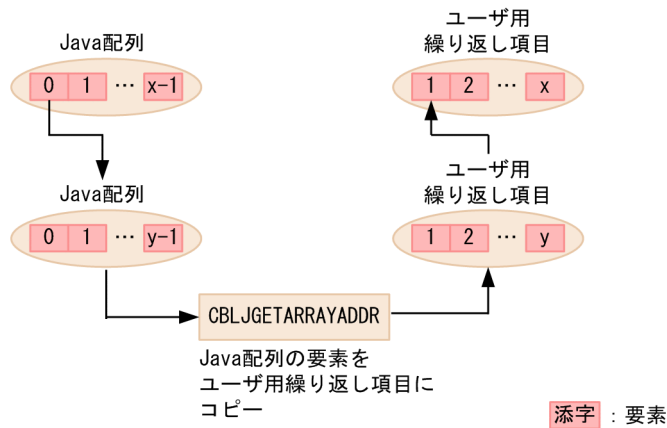 Java配列
0 1 … x-1
ユーザ用
繰り返し項目
1 2 … x
Java配列
0 1 … y-1
ユーザ用
繰り返し項目
1 2 … y
CBLJGETARRAYADDR
Java配列の要素を
ユーザ用繰り返し項目に
コピー
添字 : 要素